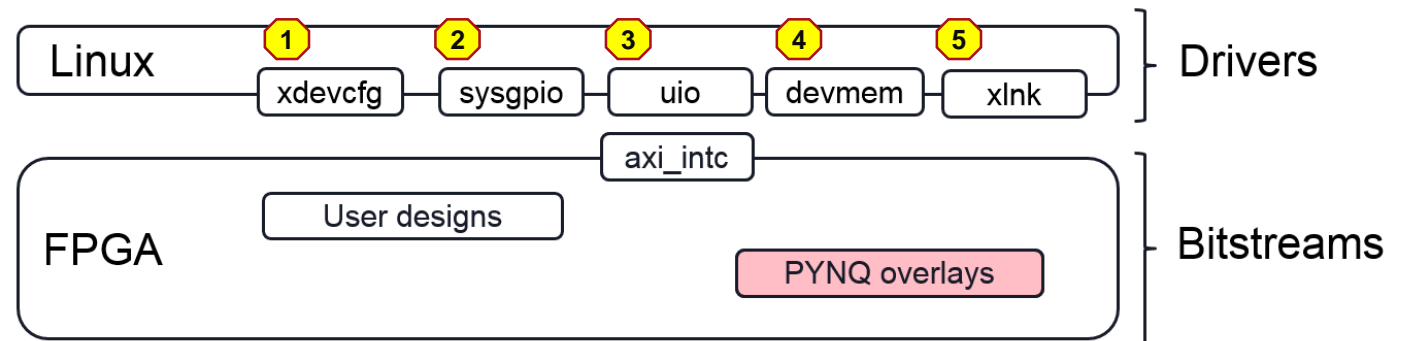 1 2 3 4 5
Linux
xdevcfg sysgpio uio devmem xlnk
Drivers
axi_intc
User designs
FPGA
PYNQ overlays
Bitstreams